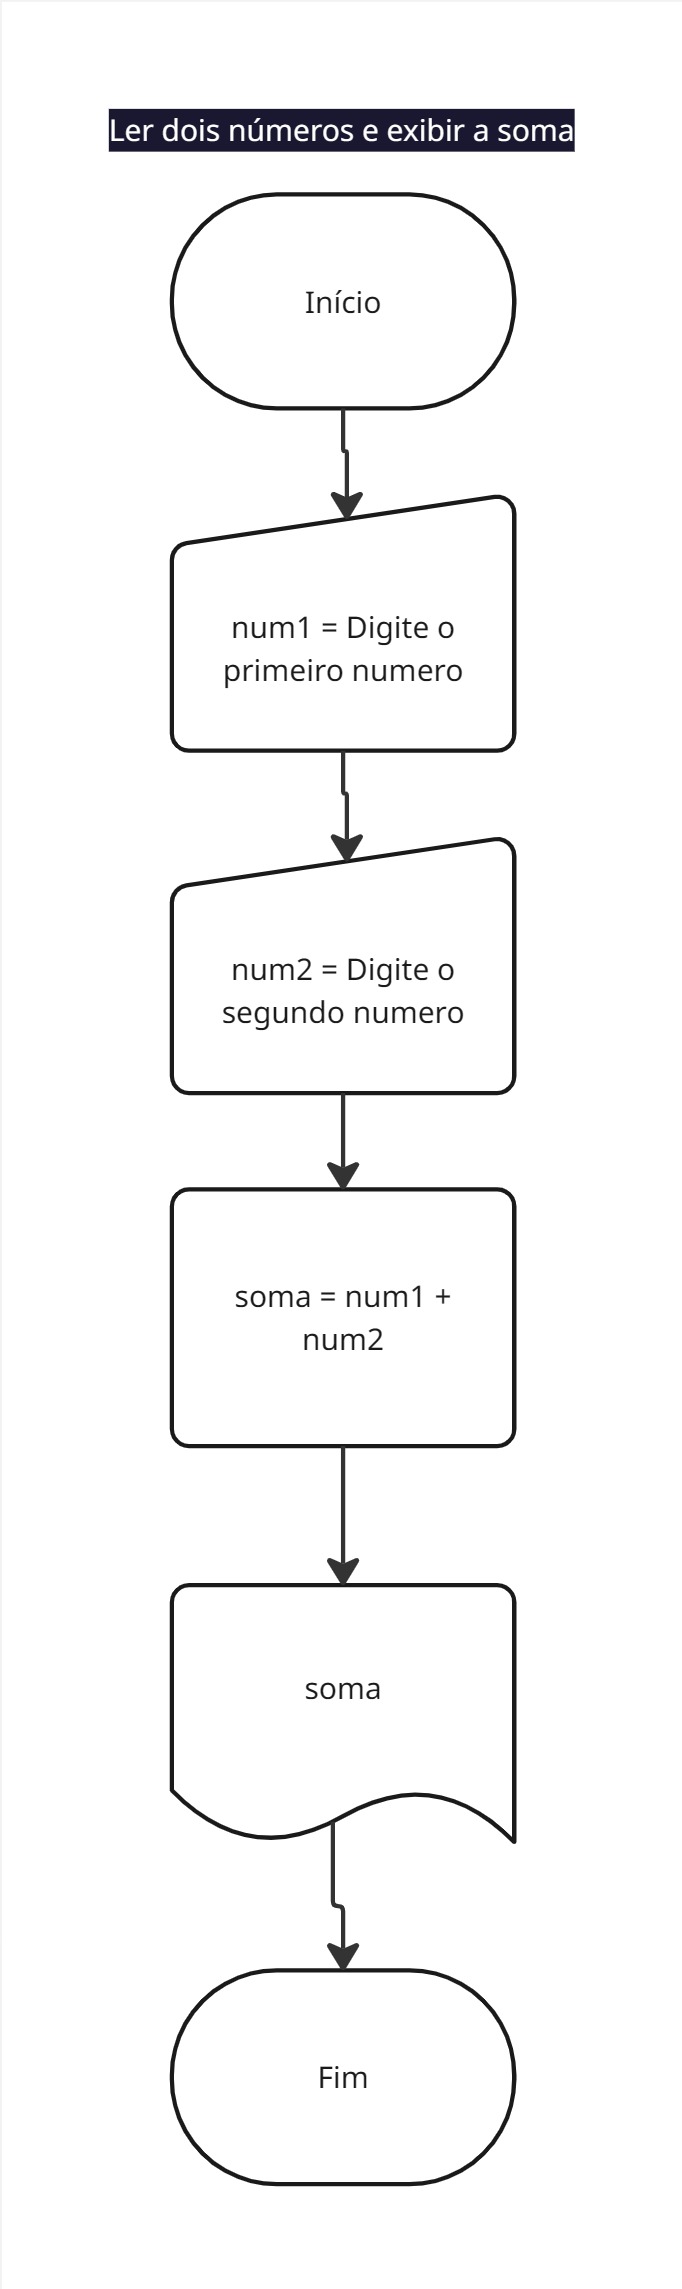 Ler dois números e exibir a soma
Início
num1 = Digite o
primeiro numero
num2 = Digite o
segundo numero
soma = num1 +
num2
soma
Fim